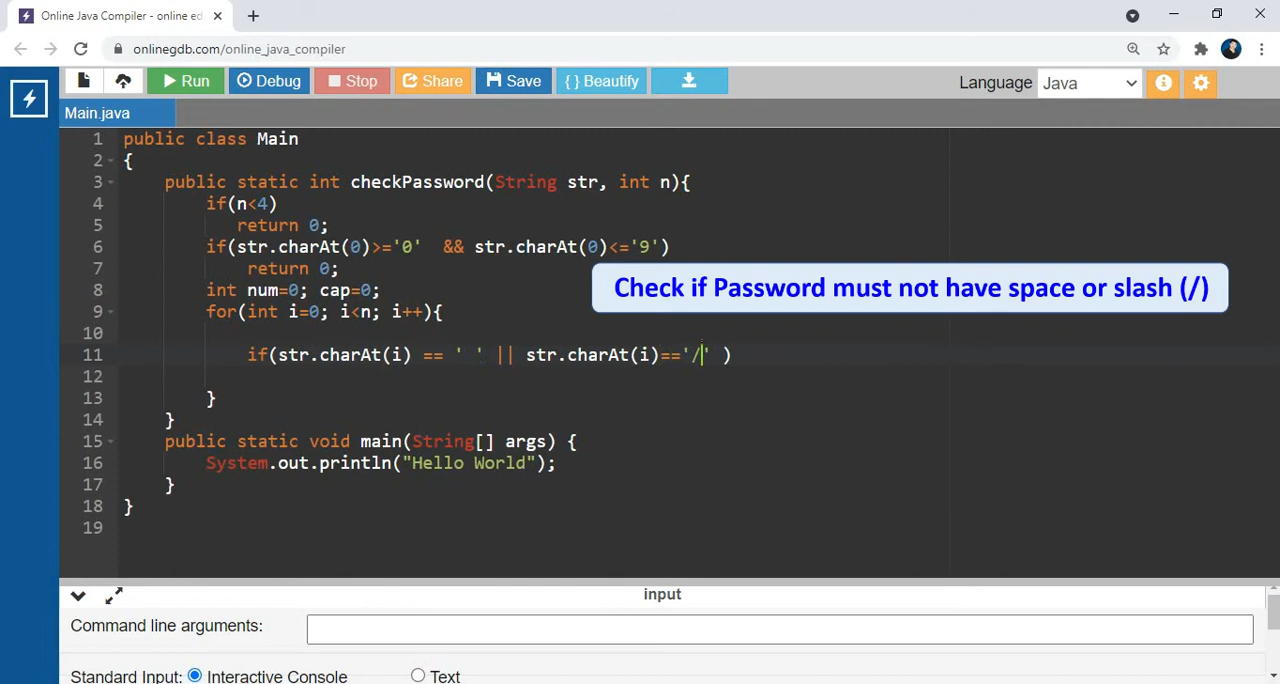 Online Java Compiler - online ed
onlinegdb.com/online_java_compiler
Run Debug Stop Share Save { } Beautify Language Java
Main.java
1 public class Main
2 {
3 public static int checkPassword(String str, int n){
4 if(n<4)
5 return 0;
6 if(str.charAt(0)>='0' && str.charAt(0)<='9')
7 return 0;
8 int num=0; cap=0;
9 for(int i=0; i<n; i++){
10
11 if(str.charAt(i) == ' ' || str.charAt(i)=='/' )
12
13 }
14 }
15 public static void main(String[] args) {
16 System.out.println("Hello World");
17 }
18 }
19
Check if Password must not have space or slash (/)
input
Command line arguments:
Standard Input: Interactive Console Text